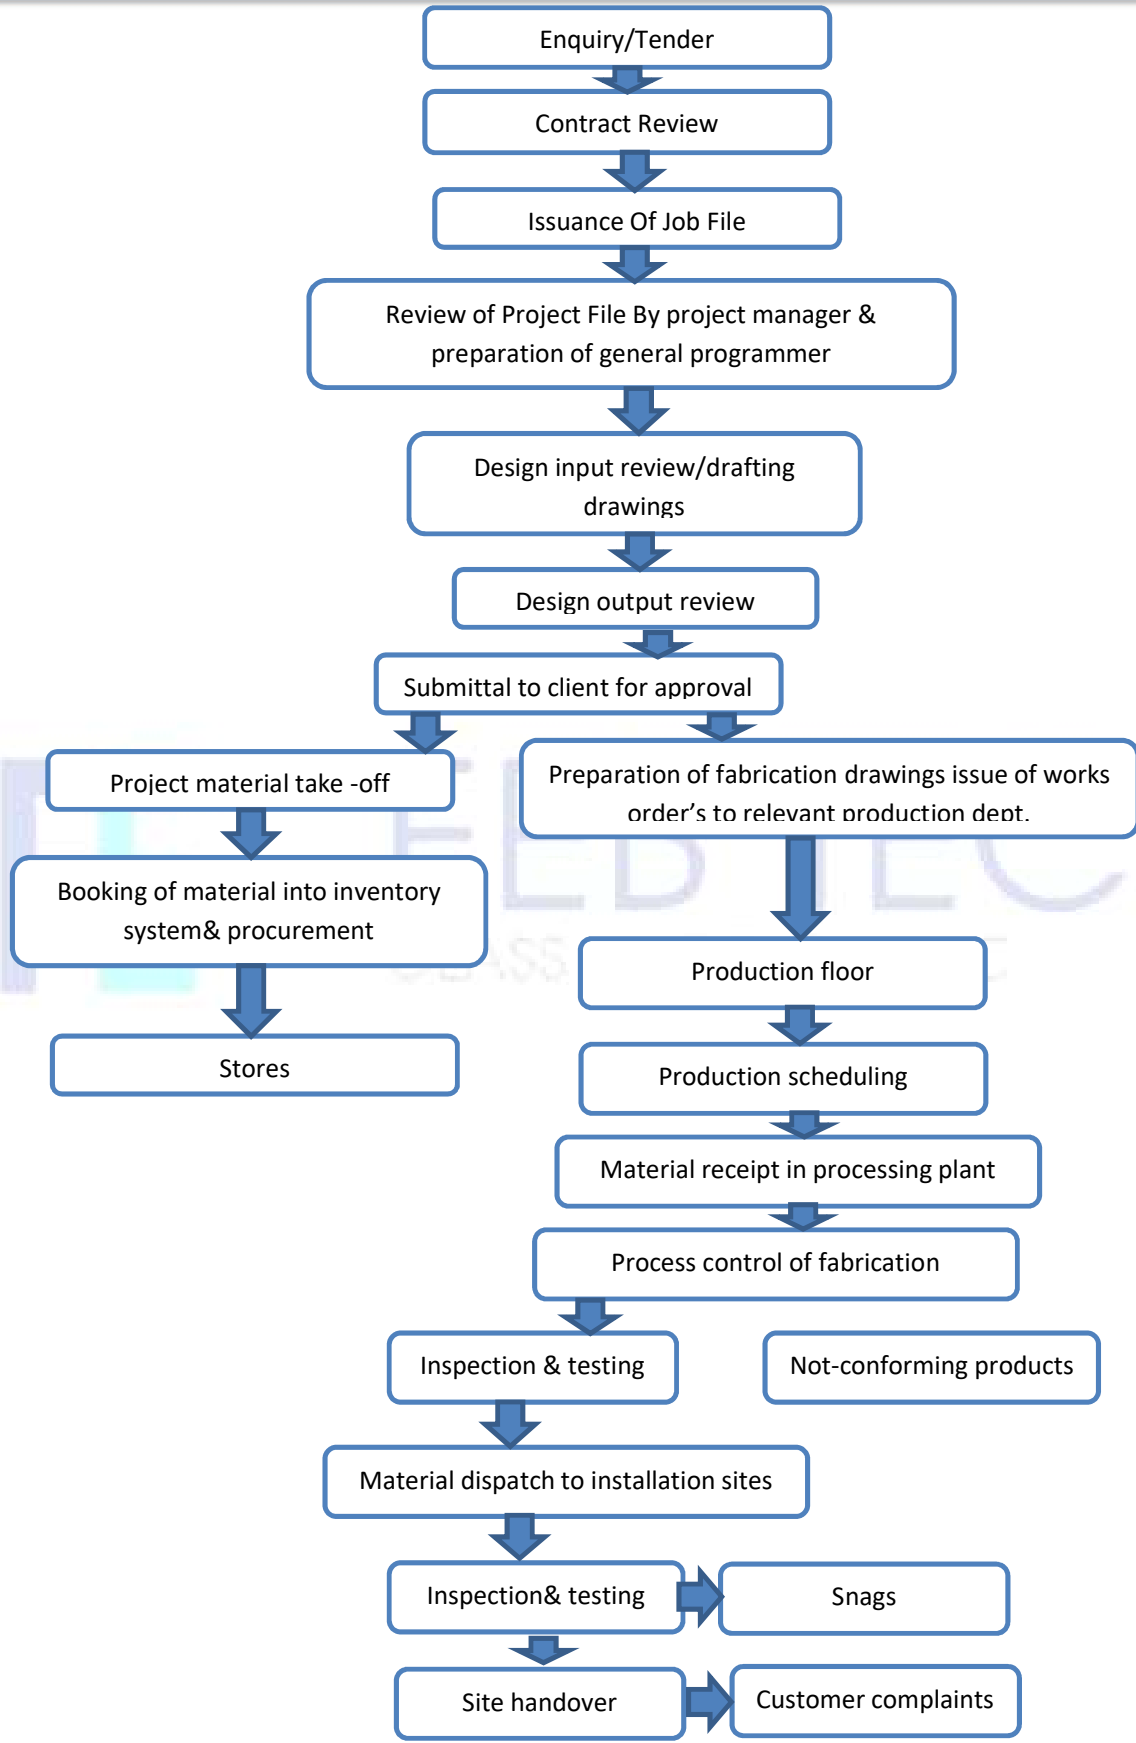 Enquiry/Tender
Contract Review
Issuance Of Job File
Review of Project File By project manager &
preparation of general programmer
Design input review/drafting
drawings
Design output review
Submittal to client for approval
Project material take -off
Preparation of fabrication drawings issue of works
order’s to relevant production dept.
Booking of material into inventory
system& procurement
Production floor
Stores
Production scheduling
Material receipt in processing plant
Process control of fabrication
Inspection & testing
Not-conforming products
Material dispatch to installation sites
Inspection& testing
Snags
Site handover
Customer complaints